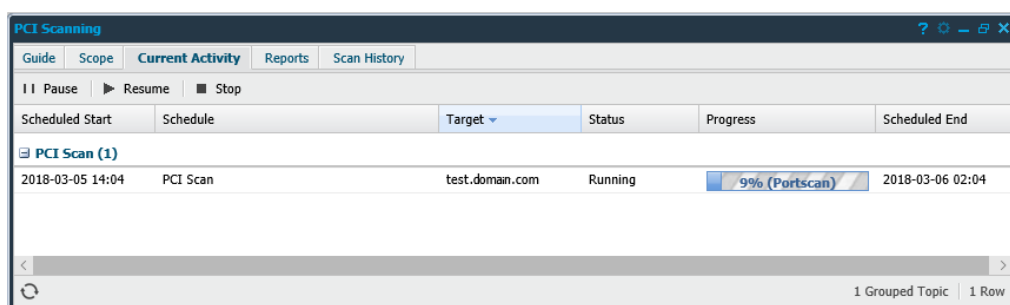 PCI Scanning
Guide Scope Current Activity Reports Scan History
Pause Resume Stop
Scheduled Start Schedule Target Status Progress Scheduled End
PCI Scan (1)
2018-03-05 14:04 PCI Scan test.domain.com Running 9% (Portscan) 2018-03-06 02:04
1 Grouped Topic 1 Row